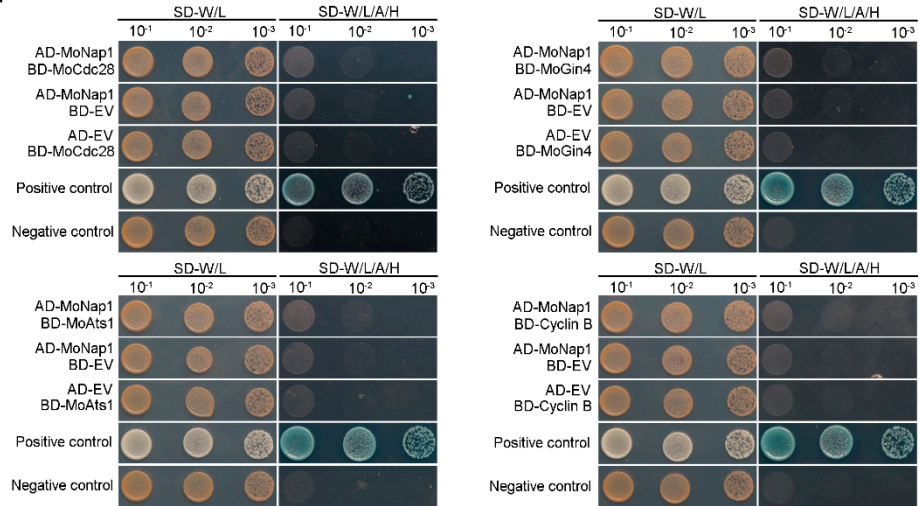 SD-W/L SD-W/L/A/H
10-1 10-2 10-3 10-1 10-2 10-3
AD-MoNap1
BD-MoCdc28
AD-MoNap1
BD-EV
AD-EV
BD-MoCdc28
Positive control
Negative control
SD-W/L SD-W/L/A/H
10-1 10-2 10-3 10-1 10-2 10-3
AD-MoNap1
BD-MoGin4
AD-MoNap1
BD-EV
AD-EV
BD-MoGin4
Positive control
Negative control
SD-W/L SD-W/L/A/H
10-1 10-2 10-3 10-1 10-2 10-3
AD-MoNap1
BD-MoAts1
AD-MoNap1
BD-EV
AD-EV
BD-MoAts1
Positive control
Negative control
SD-W/L SD-W/L/A/H
10-1 10-2 10-3 10-1 10-2 10-3
AD-MoNap1
BD-Cyclin B
AD-MoNap1
BD-EV
AD-EV
BD-Cyclin B
Positive control
Negative control